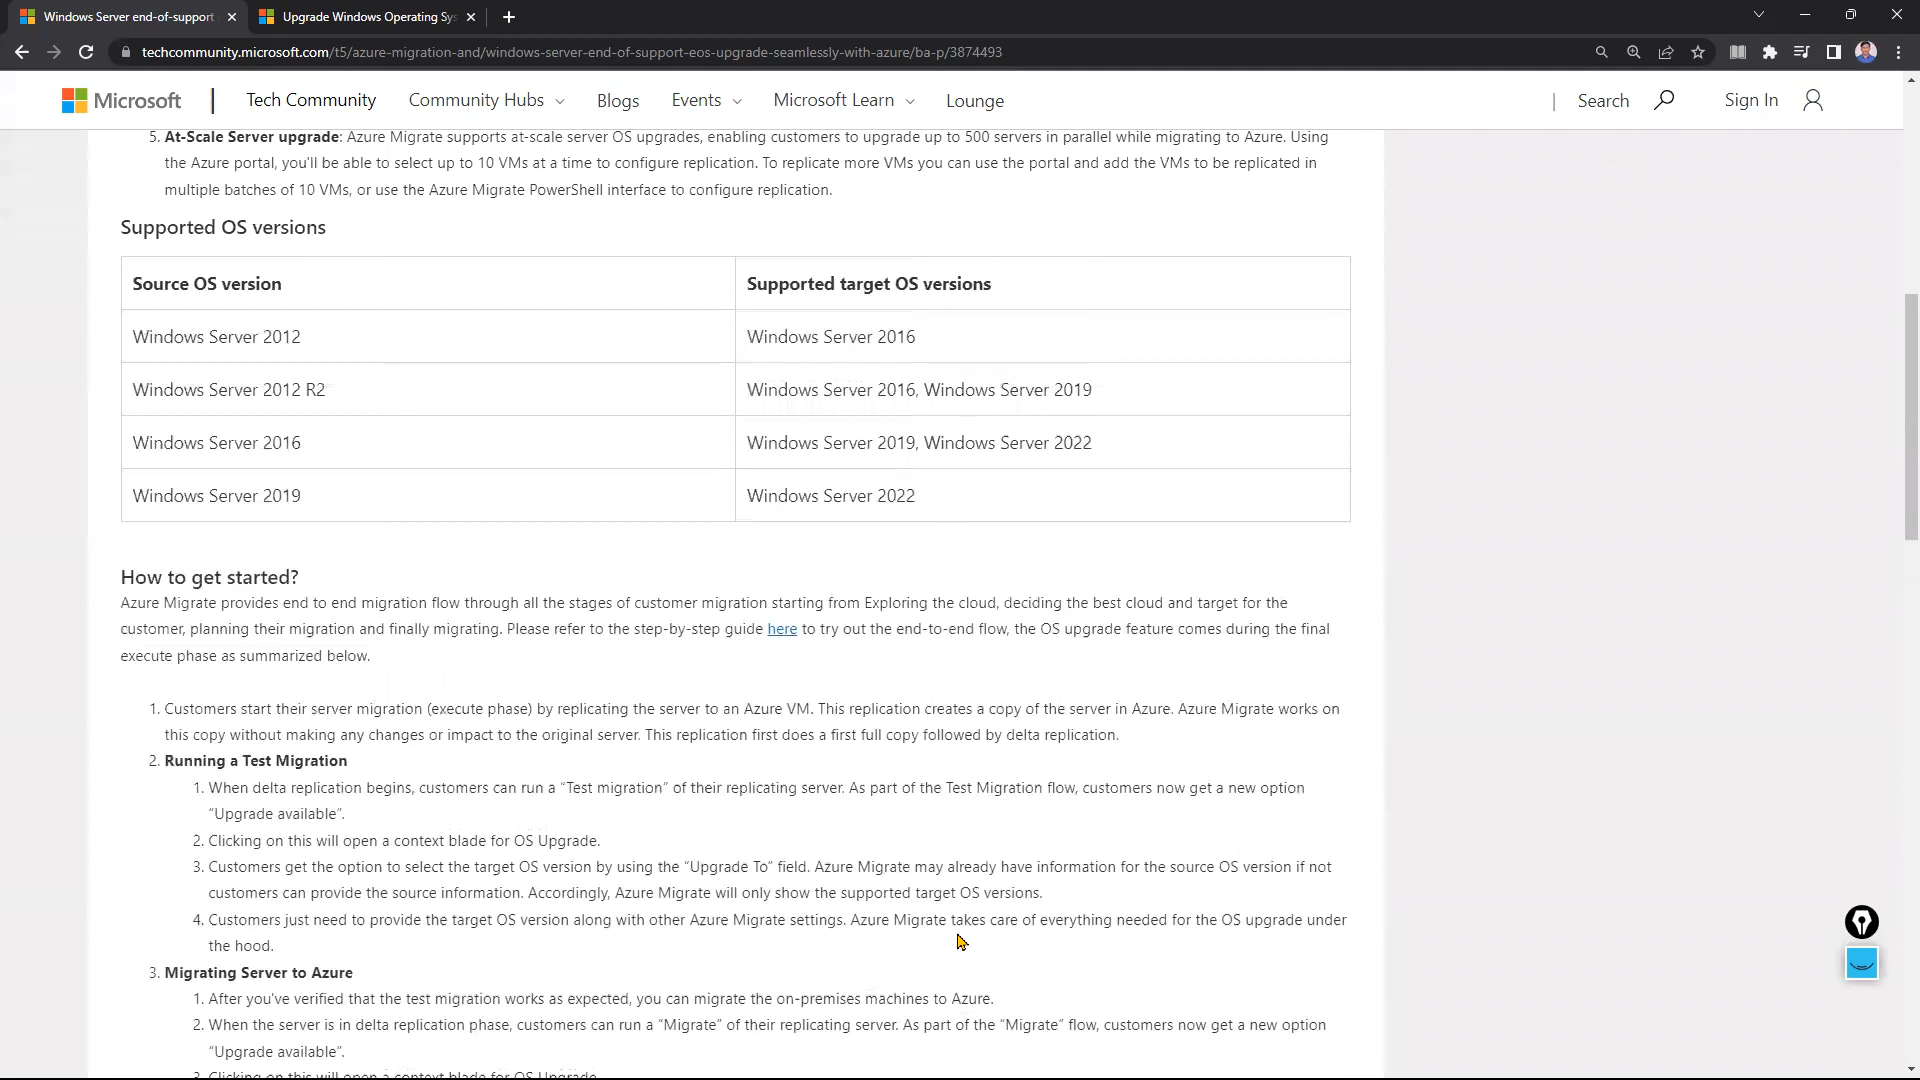 Windows Server end-of-support
Upgrade Windows Operating Sys
techcommunity.microsoft.com/t5/azure-migration-and/windows-server-end-of-support-eos-upgrade-seamlessly-with-azure/ba-p/3874493
Microsoft | Tech Community Community Hubs Blogs Events Microsoft Learn Lounge | Search Sign In
5. At-Scale Server upgrade: Azure Migrate supports at-scale server OS upgrades, enabling customers to upgrade up to 500 servers in parallel while migrating to Azure. Using
the Azure portal, you'll be able to select up to 10 VMs at a time to configure replication. To replicate more VMs you can use the portal and add the VMs to be replicated in
multiple batches of 10 VMs, or use the Azure Migrate PowerShell interface to configure replication.
Supported OS versions
Source OS version Supported target OS versions
Windows Server 2012 Windows Server 2016
Windows Server 2012 R2 Windows Server 2016, Windows Server 2019
Windows Server 2016 Windows Server 2019, Windows Server 2022
Windows Server 2019 Windows Server 2022
How to get started?
Azure Migrate provides end to end migration flow through all the stages of customer migration starting from Exploring the cloud, deciding the best cloud and target for the
customer, planning their migration and finally migrating. Please refer to the step-by-step guide here to try out the end-to-end flow, the OS upgrade feature comes during the final
execute phase as summarized below.
1. Customers start their server migration (execute phase) by replicating the server to an Azure VM. This replication creates a copy of the server in Azure. Azure Migrate works on
this copy without making any changes or impact to the original server. This replication first does a first full copy followed by delta replication.
2. Running a Test Migration
1. When delta replication begins, customers can run a “Test migration” of their replicating server. As part of the Test Migration flow, customers now get a new option
“Upgrade available”.
2. Clicking on this will open a context blade for OS Upgrade.
3. Customers get the option to select the target OS version by using the “Upgrade To” field. Azure Migrate may already have information for the source OS version if not
customers can provide the source information. Accordingly, Azure Migrate will only show the supported target OS versions.
4. Customers just need to provide the target OS version along with other Azure Migrate settings. Azure Migrate takes care of everything needed for the OS upgrade under
the hood.
3. Migrating Server to Azure
1. After you've verified that the test migration works as expected, you can migrate the on-premises machines to Azure.
2. When the server is in delta replication phase, customers can run a “Migrate” of their replicating server. As part of the “Migrate” flow, customers now get a new option
“Upgrade available”.
3. Clicking on this will open a context blade for OS Upgrade.